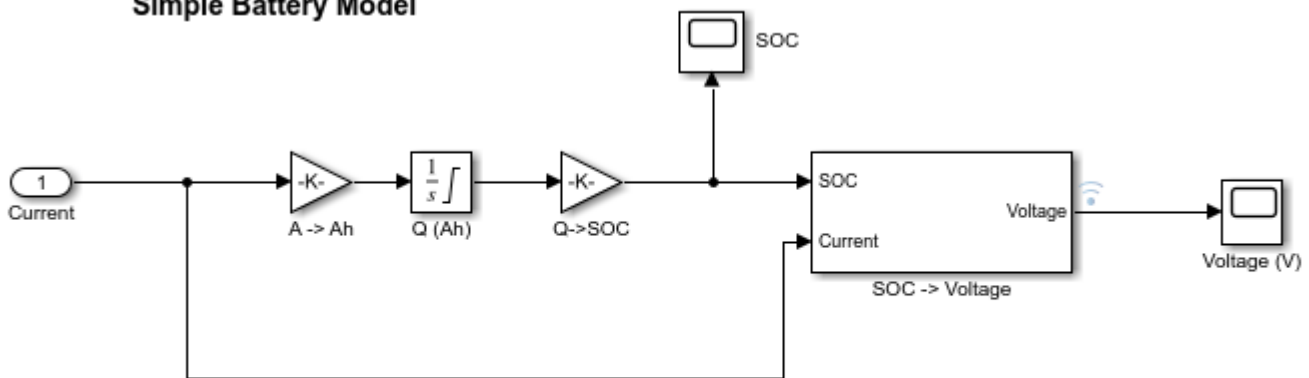 Simple Battery Model
SOC
1
Current
-K-
A -> Ah
1
s
Q (Ah)
-K-
Q->SOC
SOC
Current
Voltage
SOC -> Voltage
Voltage (V)